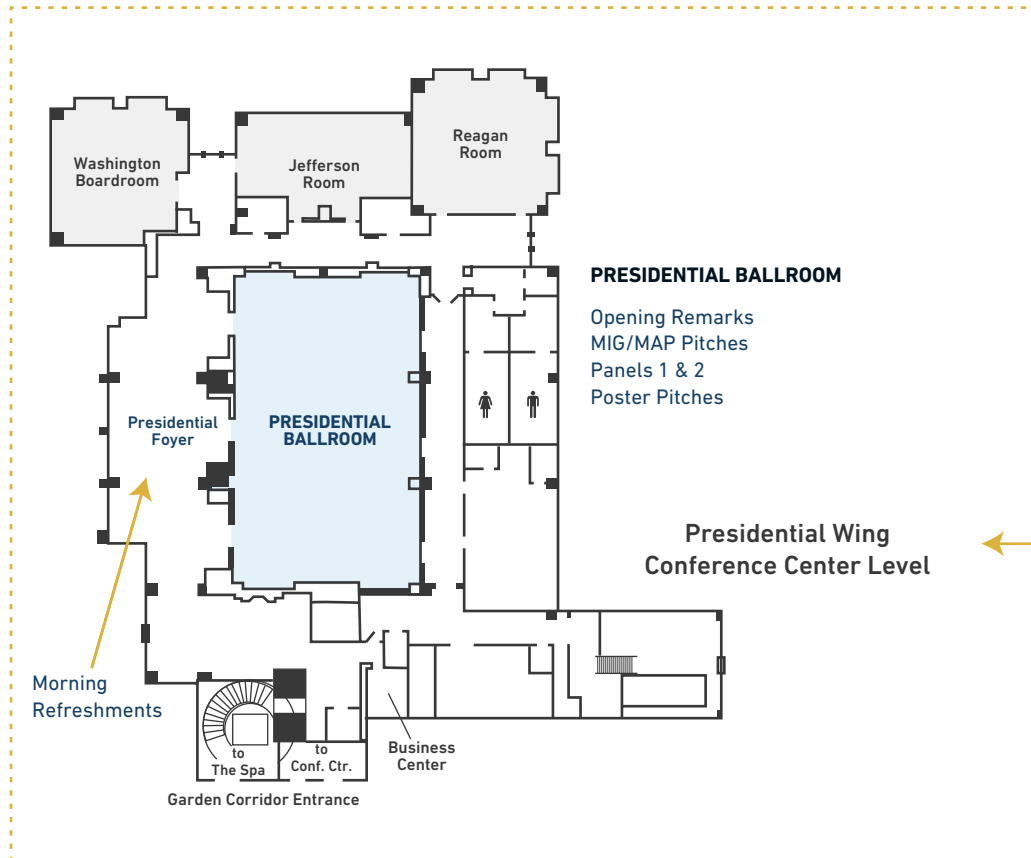 Washington
Boardroom
Jefferson
Room
Reagan
Room
PRESIDENTIAL BALLROOM
Opening Remarks
MIG/MAP Pitches
Panels 1 & 2
Poster Pitches
Presidential
Foyer
PRESIDENTIAL
BALLROOM
Presidential Wing
Conference Center Level
Morning
Refreshments
to
The Spa
to
Conf. Ctr.
Business
Center
Garden Corridor Entrance